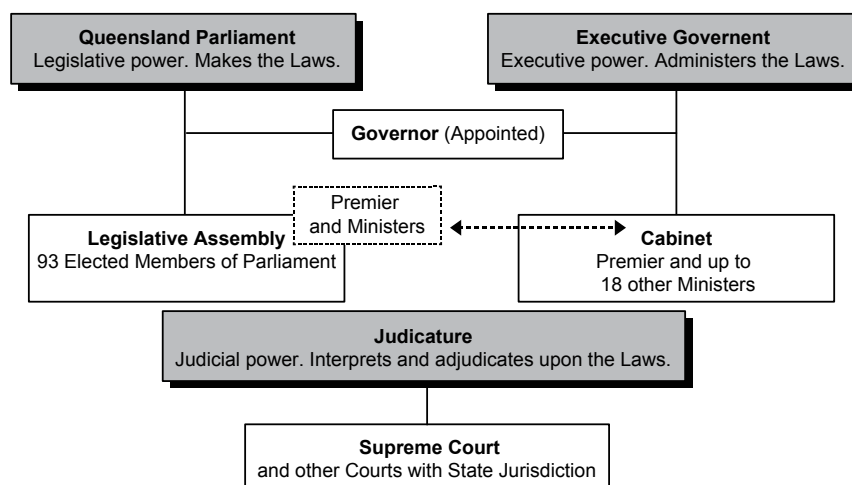 Queensland Parliament
Legislative power. Makes the Laws.
Executive Governent
Executive power. Administers the Laws.
Governor (Appointed)
Premier
and Ministers
Legislative Assembly
93 Elected Members of Parliament
Cabinet
Premier and up to
18 other Ministers
Judicature
Judicial power. Interprets and adjudicates upon the Laws.
Supreme Court
and other Courts with State Jurisdiction